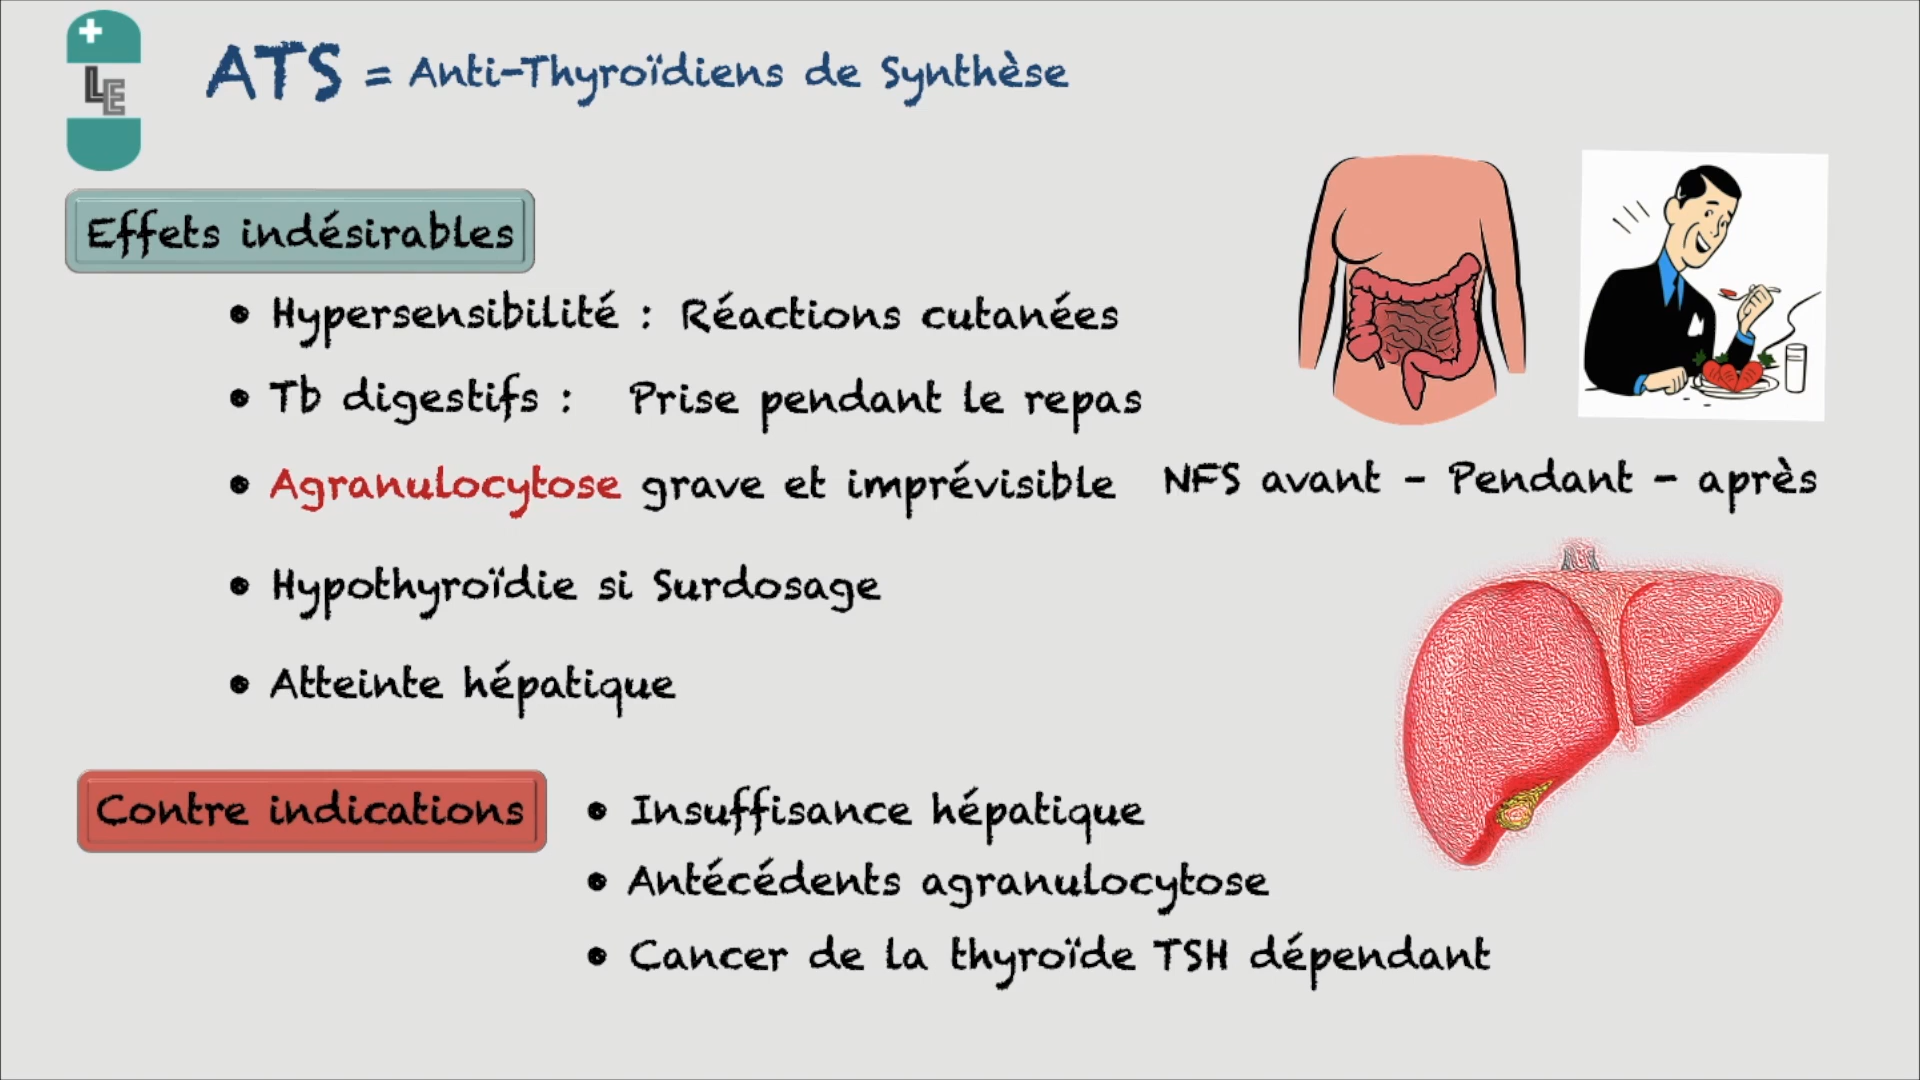 LE
ATS = Anti-Thyroïdiens de Synthèse
Effets indésirables
• Hypersensibilité : Réactions cutanées
• Tb digestifs : Prise pendant le repas
• Agranulocytose grave et imprévisible NFS avant - Pendant - après
• Hypothyroïdie si Surdosage
• Atteinte hépatique
Contre indications
• Insuffisance hépatique
• Antécédents agranulocytose
• Cancer de la thyroïde TSH dépendant